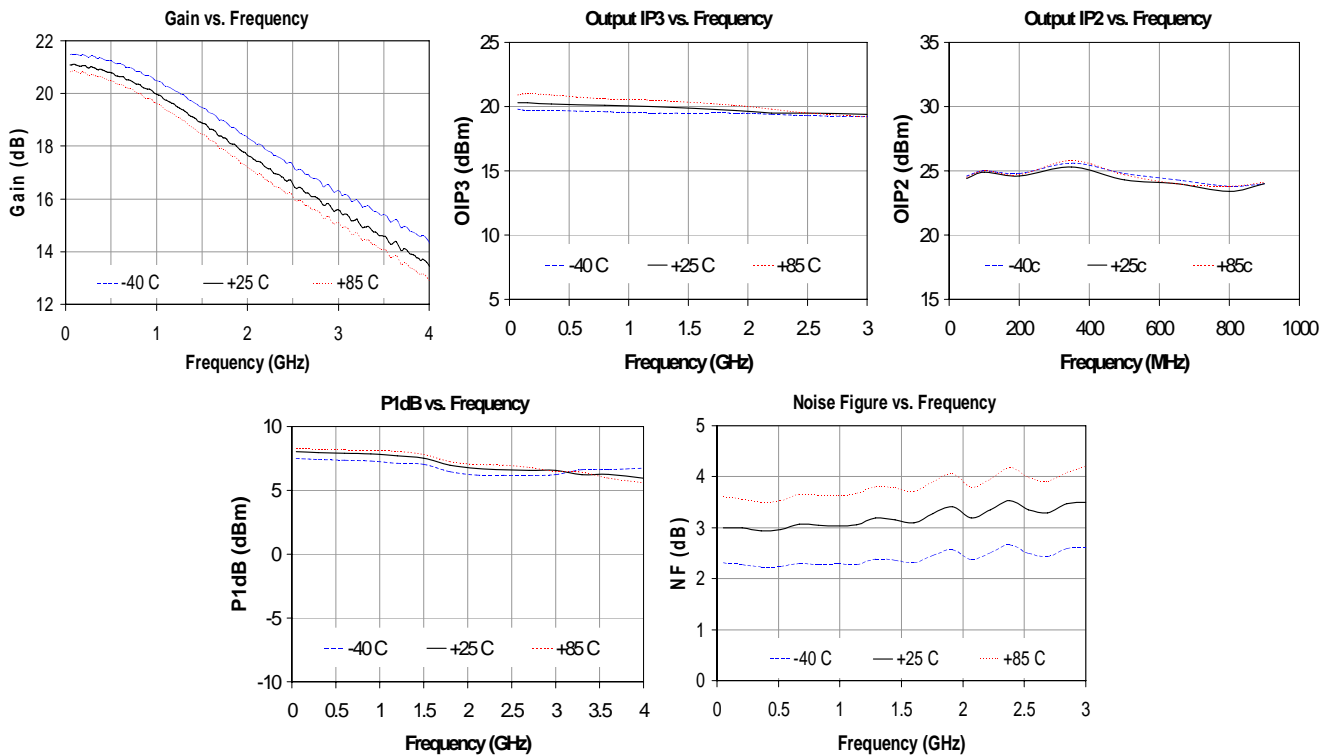 Gain vs. Frequency
22
20
18
16
14
12
Gain (dB)
-40 C
+25 C
+85 C
0
1
2
3
4
Frequency (GHz)
Output IP3 vs. Frequency
25
20
15
10
5
OIP3 (dBm)
-40 C
+25 C
+85 C
0
0.5
1
1.5
2
2.5
3
Frequency (GHz)
Output IP2 vs. Frequency
35
30
25
20
15
OIP2 (dBm)
-40c
+25c
+85c
0
200
400
600
800
1000
Frequency (MHz)
P1dB vs. Frequency
10
5
0
-5
-10
P1dB (dBm)
-40 C
+25 C
+85 C
0
0.5
1
1.5
2
2.5
3
3.5
4
Frequency (GHz)
Noise Figure vs. Frequency
5
4
3
2
1
0
NF (dB)
-40 C
+25 C
+85 C
0
0.5
1
1.5
2
2.5
3
Frequency (GHz)